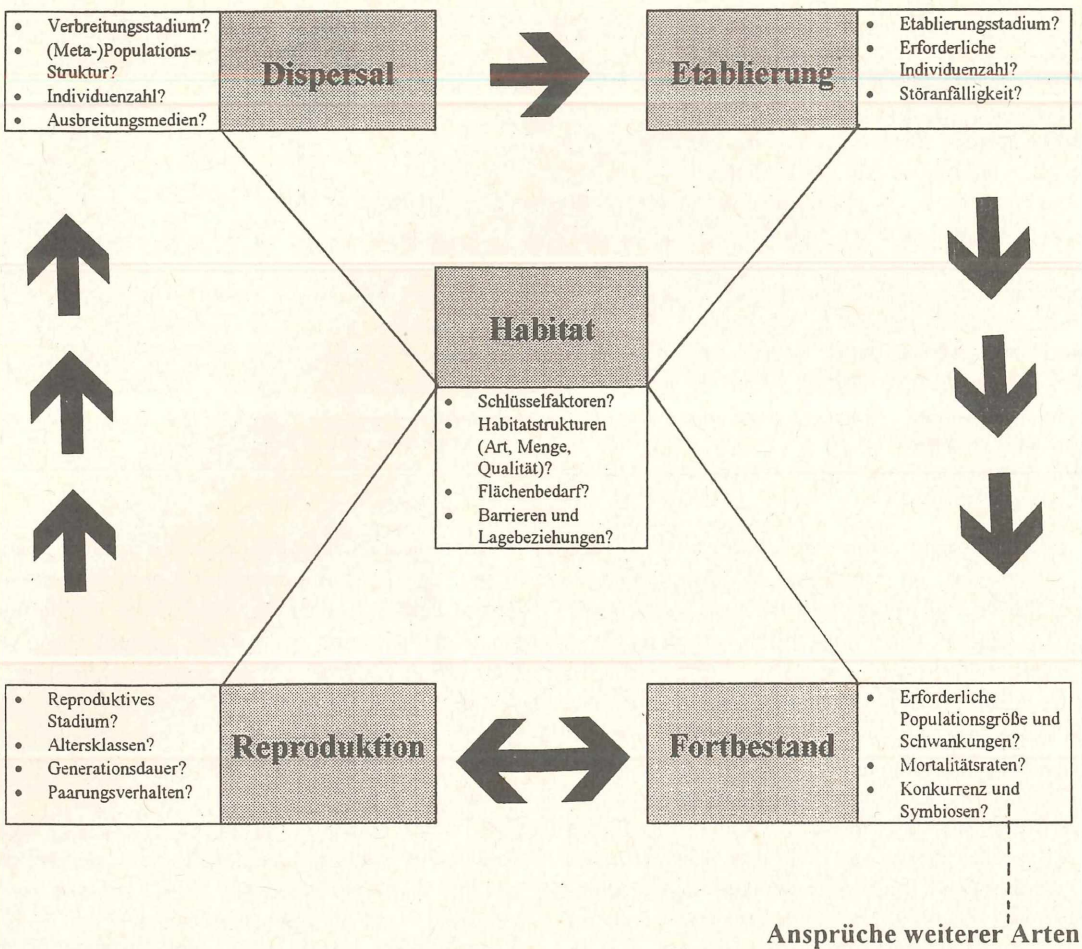 • Verbreitungsstadium?
• (Meta-)Populations-
Struktur?
• Individuenzahl?
• Ausbreitungsmedien?
Dispersal
Etablierung
• Etablierungsstadium?
• Erforderliche
Individuenzahl?
• Störanfälligkeit?
Habitat
• Schlüsselfaktoren?
• Habitatstrukturen
(Art, Menge,
Qualität)?
• Flächenbedarf?
• Barrieren und
Lagebeziehungen?
• Reproduktives
Stadium?
• Altersklassen?
• Generationsdauer?
• Paarungsverhalten?
Reproduktion
Fortbestand
• Erforderliche
Populationsgröße und
Schwankungen?
• Mortalitätsraten?
• Konkurrenz und
Symbiosen?
Ansprüche weiterer Arten